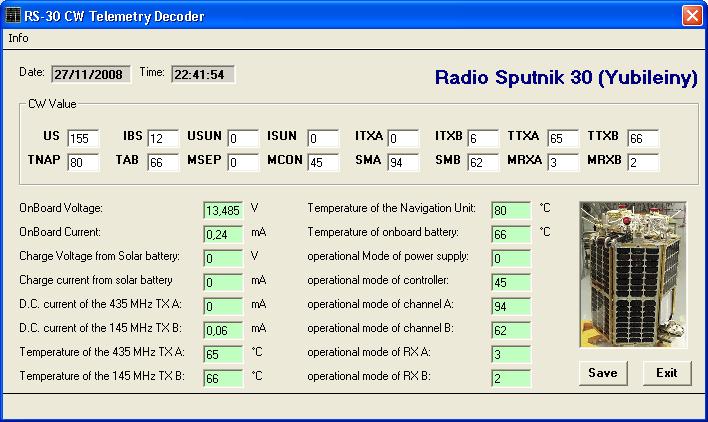 RS-30 CW Telemetry Decoder
Info
Date: 27/11/2008 Time: 22:41:54
Radio Sputnik 30 (Yubileiny)
CW Value
US 155 IBS 12 USUN 0 ISUN 0 ITXA 0 ITXB 6 TTXA 65 TTXB 66
TNAP 80 TAB 66 MSEP 0 MCON 45 SMA 94 SMB 62 MRXA 3 MRXB 2
OnBoard Voltage: 13,485 V Temperature of the Navigation Unit: 80 °C
OnBoard Current: 0,24 mA Temperature of onboard battery: 66 °C
Charge Voltage from Solar battery: 0 V operational Mode of power supply: 0
Charge current from solar battery 0 mA operational mode of controller: 45
D.C. current of the 435 MHz TX A: 0 mA operational mode of channel A: 94
D.C. current of the 145 MHz TX B: 0,06 mA operational mode of channel B: 62
Temperature of the 435 MHz TX A: 65 °C operational mode of RX A: 3
Temperature of the 145 MHz TX B: 66 °C operational mode of RX B: 2
Save Exit